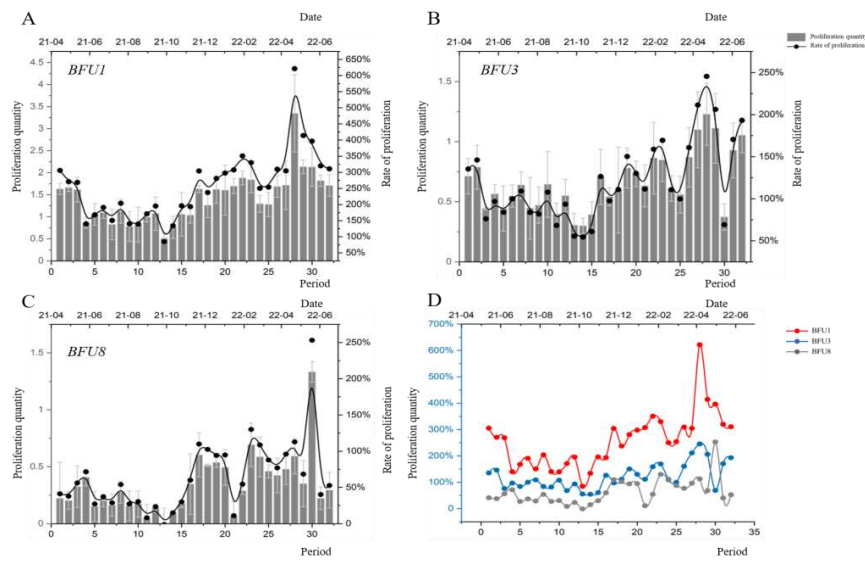 A
Date
21-04 21-06 21-08 21-10 21-12 22-02 22-04 22-06
BFU1
Proliferation quantity
4.5
4
3.5
3
2.5
2
1.5
1
0.5
0
650%
600%
550%
500%
450%
400%
350%
300%
250%
200%
150%
100%
50%
Rate of proliferation
0 5 10 15 20 25 30
Period
B
Date
21-04 21-06 21-08 21-10 21-12 22-02 22-04 22-06
BFU3
Proliferation quantity
1.5
1
0.5
0
250%
200%
150%
100%
50%
Rate of proliferation
0 5 10 15 20 25 30
Period
Proliferation quantity
Rate of proliferation
C
Date
21-04 21-06 21-08 21-10 21-12 22-02 22-04 22-06
BFU8
Proliferation quantity
1.5
1
0.5
0
250%
200%
150%
100%
50%
0
Rate of proliferation
0 5 10 15 20 25 30
Period
D
Date
21-04 21-06 21-08 21-10 21-12 22-02 22-04 22-06
Proliferation quantity
700%
600%
500%
400%
300%
200%
100%
00%
0 5 10 15 20 25 30 35
Period
BFU1
BFU3
BFU8